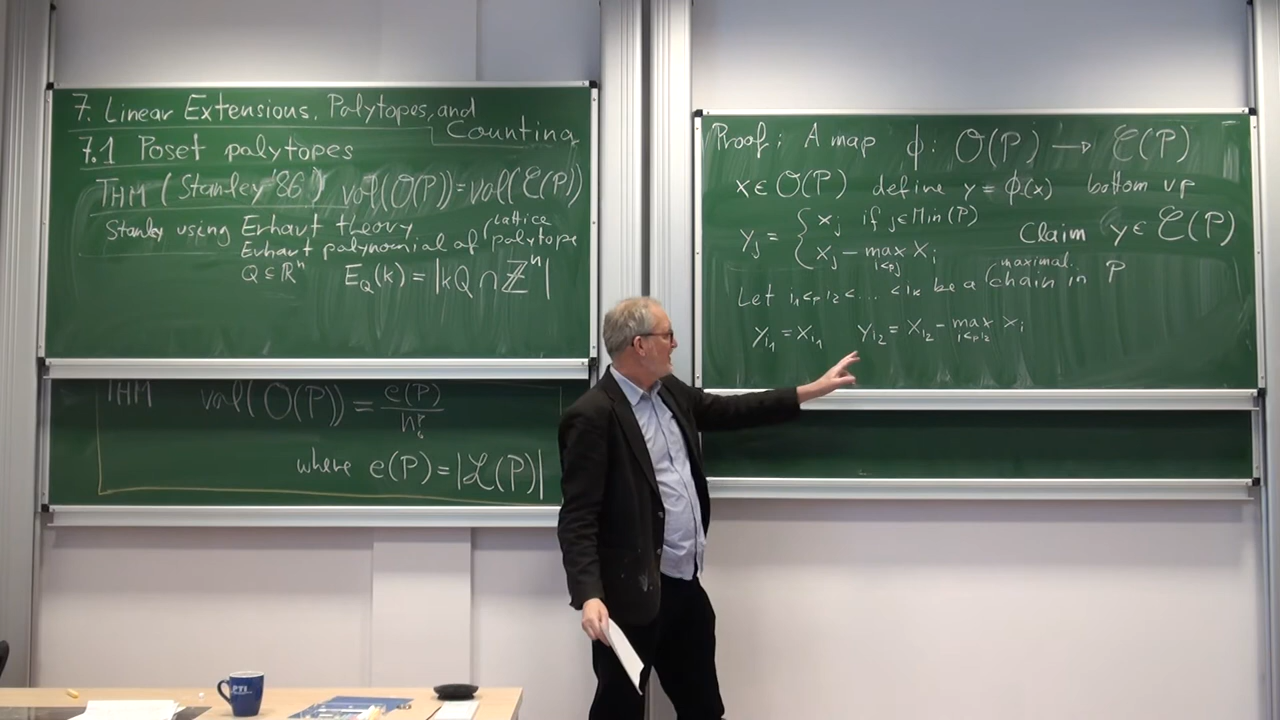 7. Linear Extensions, Polytopes, and
Counting
7.1 Poset polytopes
THM (Stanley '86) vol(O(P)) = vol(C(P))
Stanley using Erhart theory
Erhart polynomial of (lattice
polytope
Q ⊆ ℝⁿ E_Q(k) = |kQ ∩ ℤⁿ|
THM vol(O(P)) = e(P)/n!
where e(P) = |L(P)|
Proof: A map ϕ: O(P) → C(P)
x ∈ O(P) define y = ϕ(x) bottom up
y_j = { x_j if j ∈ Min(P)
x_j − max_{i <_P j} x_i
Claim y ∈ C(P)
maximal
Let i_1 <_P i_2 < ... < i_k be a chain in P
y_{i_1} = x_{i_1} y_{i_2} = x_{i_2} − max_{i <_P i_2} x_i
PTI